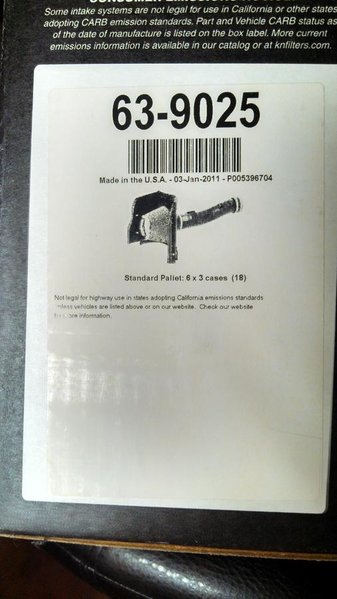 CONSUMER EMISSIONS
Some intake systems are not legal for use in California or other states
adopting CARB emission standards. Part and Vehicle CARB status as
of the date of manufacture is listed on the box label. More current
emissions information is available in our catalog or at knfilters.com.
63-9025
Made in the U.S.A. - 03-Jan-2011 - P005396704
Standard Pallet: 6 x 3 cases (18)
Not legal for highway use in states adopting California emissions standards
unless vehicles are listed above or on our website. Check our website
for more information.